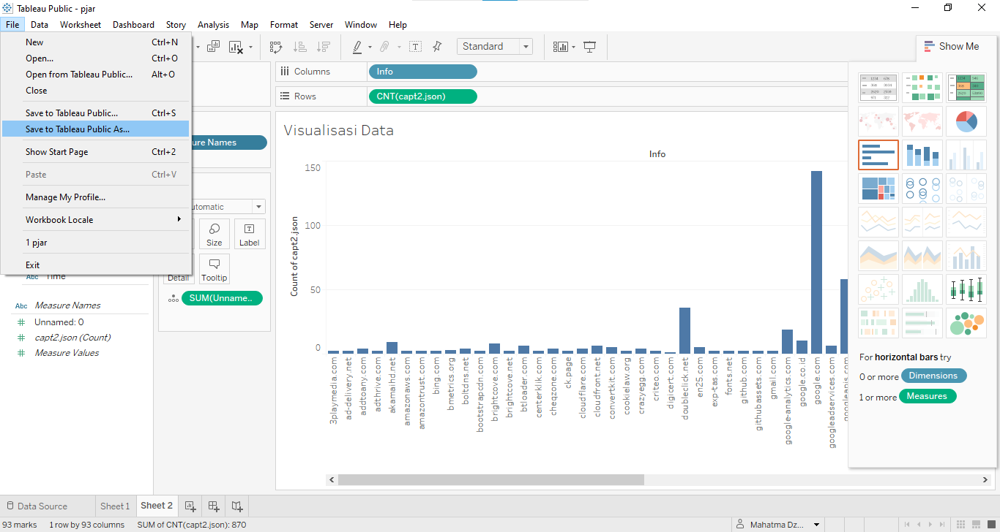 Tableau Public - pjar
File Data Worksheet Dashboard Story Analysis Map Format Server Window Help
New Ctrl+N
Open... Ctrl+O
Open from Tableau Public... Alt+O
Close
Save to Tableau Public... Ctrl+S
Save to Tableau Public As...
Show Start Page Ctrl+2
Paste Ctrl+V
Manage My Profile...
Workbook Locale
1 pjar
Exit
Abc Time
Abc Measure Names
# Unnamed: 0
# capt2.json (Count)
# Measure Values
ure Names
tomatic
Size
Label
Detail
Tooltip
SUM(Unname..
Standard
Show Me
Columns
Info
Rows
CNT(capt2.json)
Visualisasi Data
Info
Count of capt2.json
150
100
50
0
3playmedia.com
ad-delivery.net
addtoany.com
adthrive.com
akamaihd.net
amazonaws.com
amazontrust.com
bing.com
bmetrics.org
boltdns.net
bootstrapcdn.com
brightcove.com
brightcove.net
btloader.com
centerklik.com
cheqzone.com
ck.page
cloudflare.com
cloudfront.net
convertkit.com
cookielaw.org
crazyegg.com
criteo.com
digicert.com
doubleclick.net
en25.com
exp-tas.com
fonts.net
github.com
githubassets.com
gmail.com
google-analytics.com
google.co.id
google.com
googleadservices.com
googleapis.com
For horizontal bars try
0 or more Dimensions
1 or more Measures
Data Source
Sheet 1
Sheet 2
93 marks
1 row by 93 columns
SUM of CNT(capt2.json): 870
Mahatma Dz...